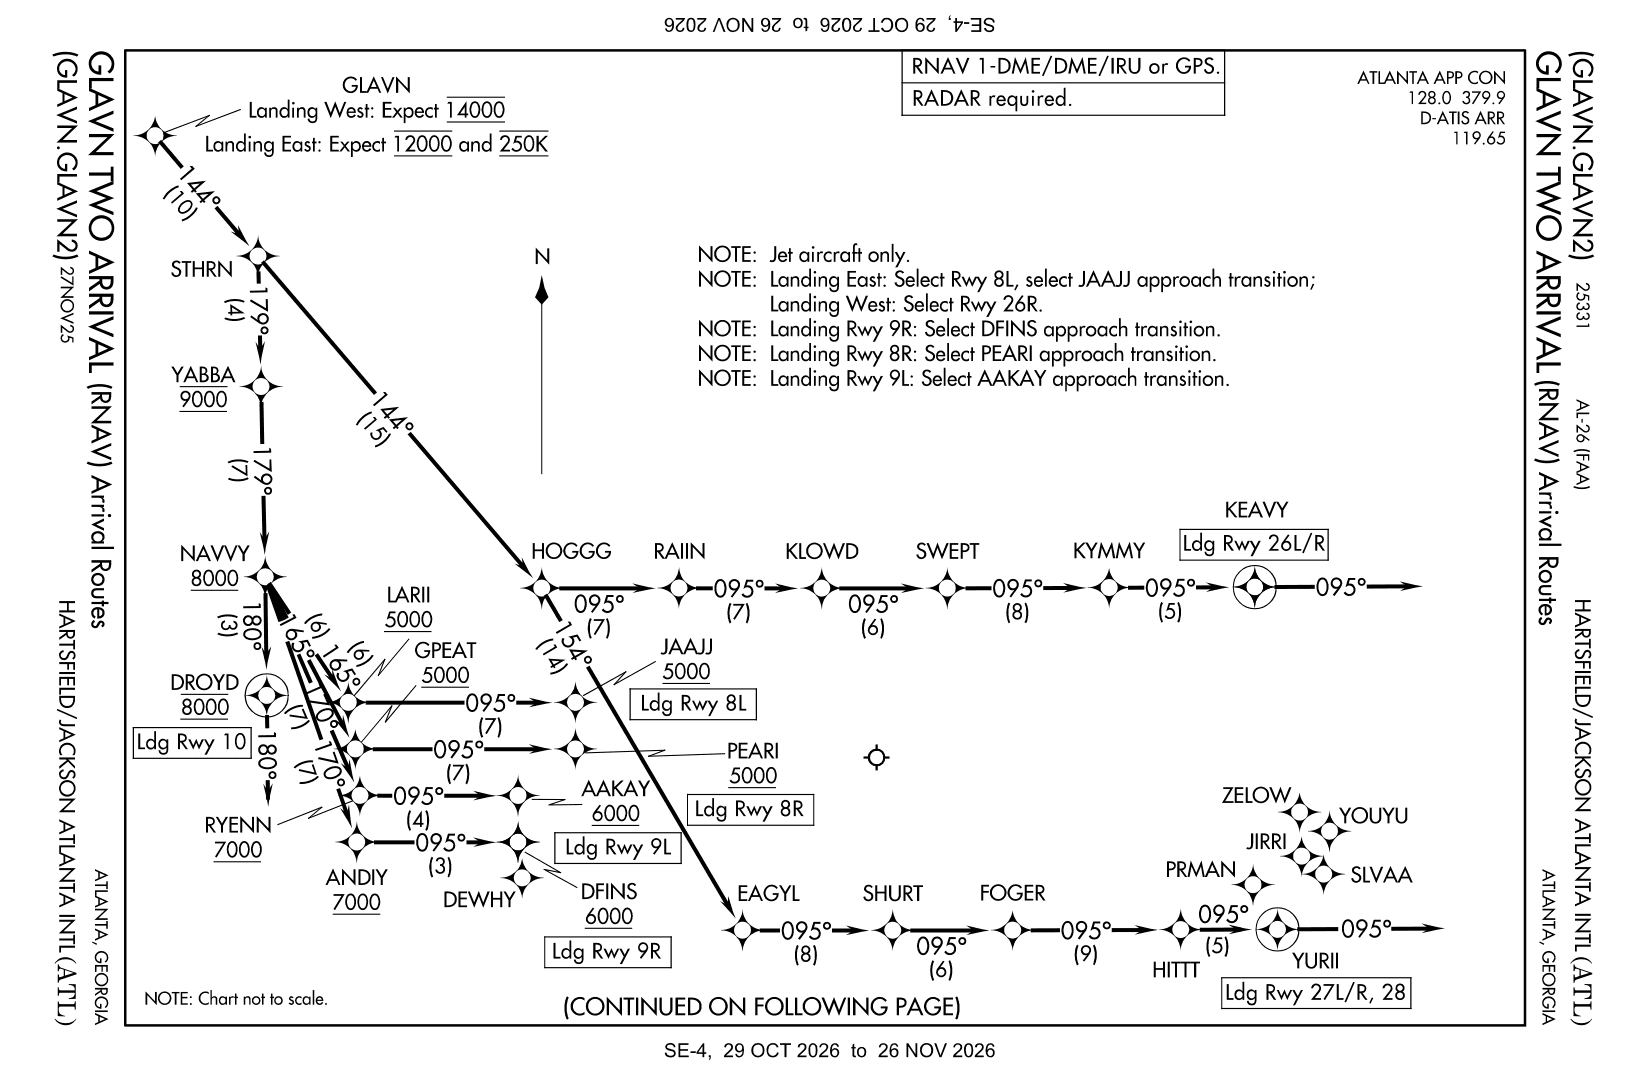 SE-4, 29 OCT 2026 to 26 NOV 2026
(GLAVN.GLAVN2) 27NOV25
GLAVN TWO ARRIVAL (RNAV) Arrival Routes
HARTSFIELD/JACKSON ATLANTA INTL (ATL)
ATLANTA, GEORGIA
(GLAVN.GLAVN2) 25331
GLAVN TWO ARRIVAL (RNAV) Arrival Routes
AL-26 (FAA)
HARTSFIELD/JACKSON ATLANTA INTL (ATL)
ATLANTA, GEORGIA
RNAV 1-DME/DME/IRU or GPS.
RADAR required.
ATLANTA APP CON
128.0 379.9
D-ATIS ARR
119.65
GLAVN
Landing West: Expect 14000
Landing East: Expect 12000 and 250K
144°
(10)
STHRN
N
NOTE: Jet aircraft only.
NOTE: Landing East: Select Rwy 8L, select JAAJJ approach transition;
Landing West: Select Rwy 26R.
NOTE: Landing Rwy 9R: Select DFINS approach transition.
NOTE: Landing Rwy 8R: Select PEARI approach transition.
NOTE: Landing Rwy 9L: Select AAKAY approach transition.
179°
(4)
YABBA
9000
144°
(15)
179°
(7)
NAVVY
8000
HOGGG
095°
(7)
RAIIN
095°
(7)
KLOWD
095°
(6)
SWEPT
095°
(8)
KYMMY
095°
(5)
KEAVY
Ldg Rwy 26L/R
095°
180°
(3)
DROYD
8000
Ldg Rwy 10
180°
165°
(6)
165°
(6)
170°
(7)
170°
(7)
LARII
5000
095°
(7)
JAAJJ
5000
Ldg Rwy 8L
GPEAT
5000
095°
(7)
PEARI
5000
Ldg Rwy 8R
RYENN
7000
095°
(4)
AAKAY
6000
Ldg Rwy 9L
ANDIY
7000
095°
(3)
DEWHY
DFINS
6000
Ldg Rwy 9R
154°
(14)
EAGYL
095°
(8)
SHURT
095°
(6)
FOGER
095°
(9)
HITTT
095°
(5)
YURII
Ldg Rwy 27L/R, 28
095°
ZELOW
YOUYU
JIRRI
SLVAA
PRMAN
NOTE: Chart not to scale.
(CONTINUED ON FOLLOWING PAGE)
SE-4, 29 OCT 2026 to 26 NOV 2026